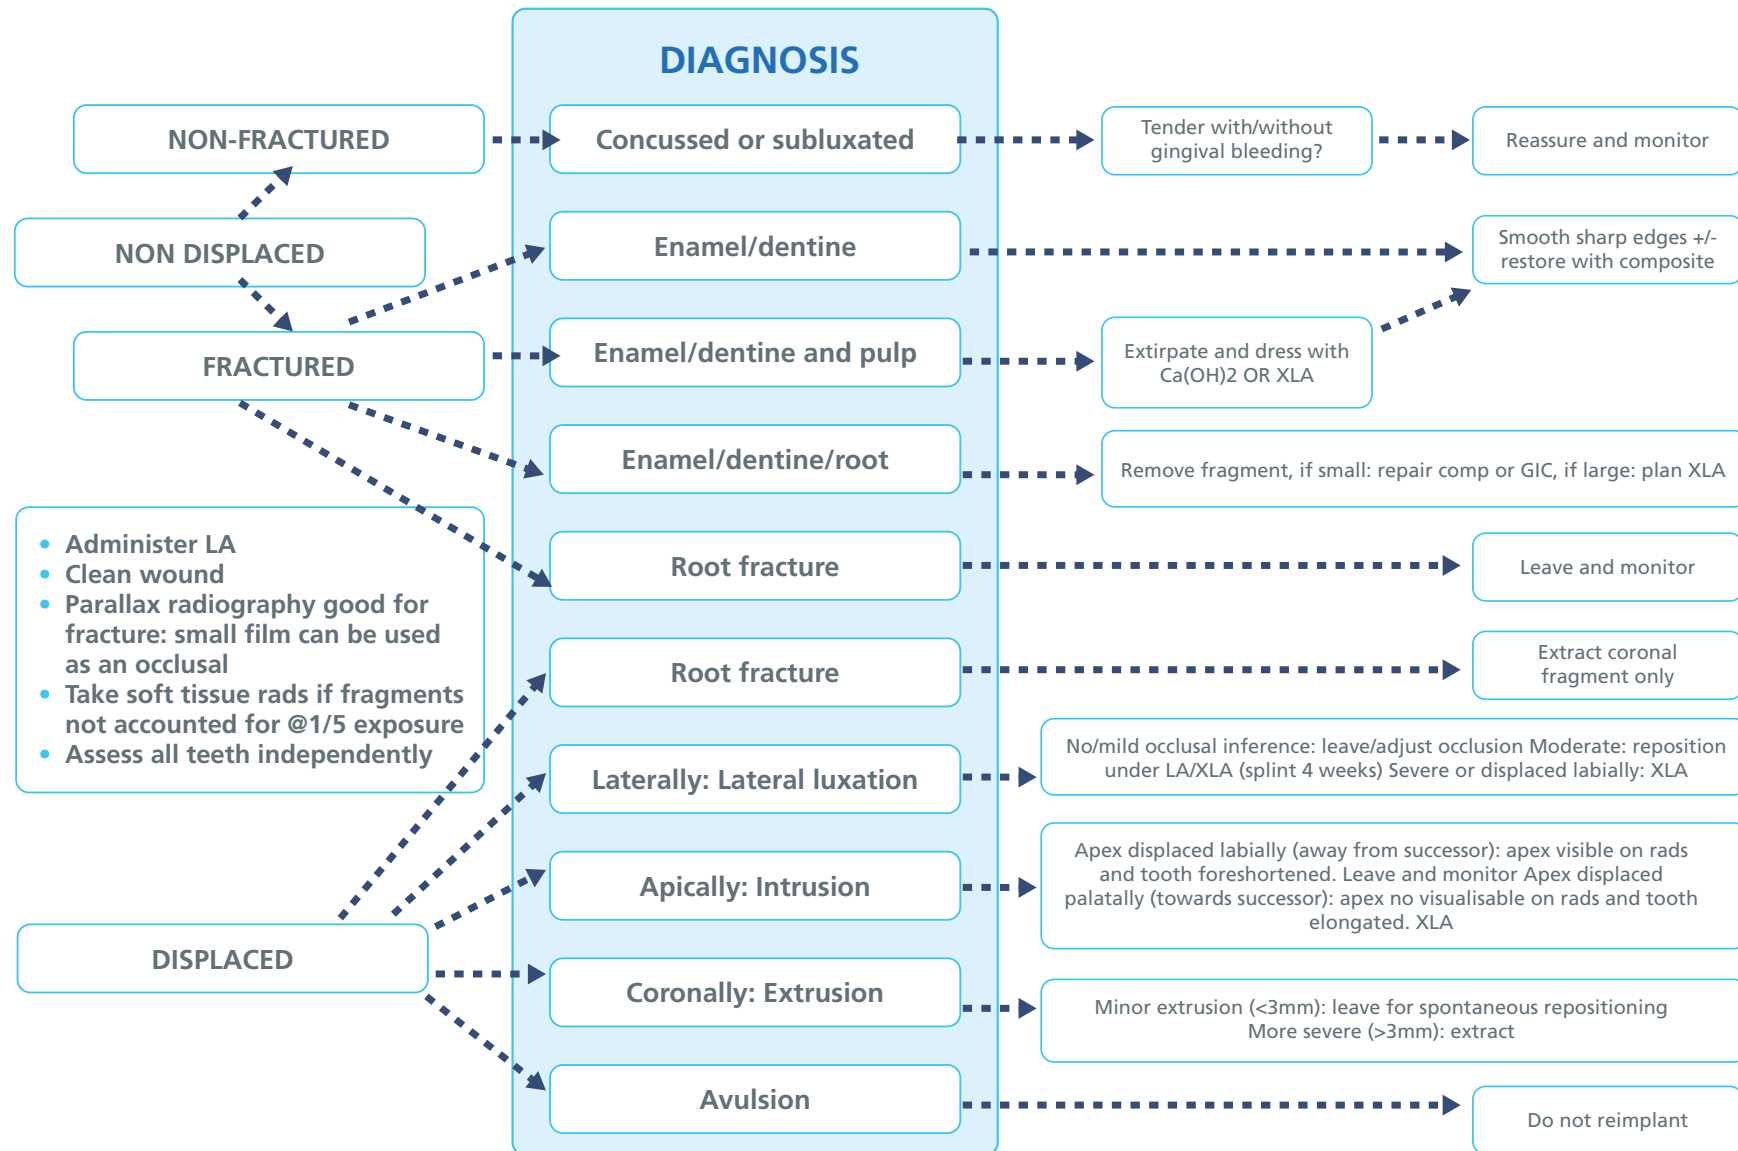 DIAGNOSIS
NON-FRACTURED
Concussed or subluxated
Tender with/without
gingival bleeding?
Reassure and monitor
NON DISPLACED
Enamel/dentine
Smooth sharp edges +/-
restore with composite
FRACTURED
Enamel/dentine and pulp
Extirpate and dress with
Ca(OH)2 OR XLA
Enamel/dentine/root
Remove fragment, if small: repair comp or GIC, if large: plan XLA
• Administer LA
• Clean wound
• Parallax radiography good for
fracture: small film can be used
as an occlusal
• Take soft tissue rads if fragments
not accounted for @1/5 exposure
• Assess all teeth independently
Root fracture
Leave and monitor
Root fracture
Extract coronal
fragment only
Laterally: Lateral luxation
No/mild occlusal inference: leave/adjust occlusion Moderate: reposition
under LA/XLA (splint 4 weeks) Severe or displaced labially: XLA
Apically: Intrusion
Apex displaced labially (away from successor): apex visible on rads
and tooth foreshortened. Leave and monitor Apex displaced
palatally (towards successor): apex no visualisable on rads and tooth
elongated. XLA
DISPLACED
Coronally: Extrusion
Minor extrusion (<3mm): leave for spontaneous repositioning
More severe (>3mm): extract
Avulsion
Do not reimplant